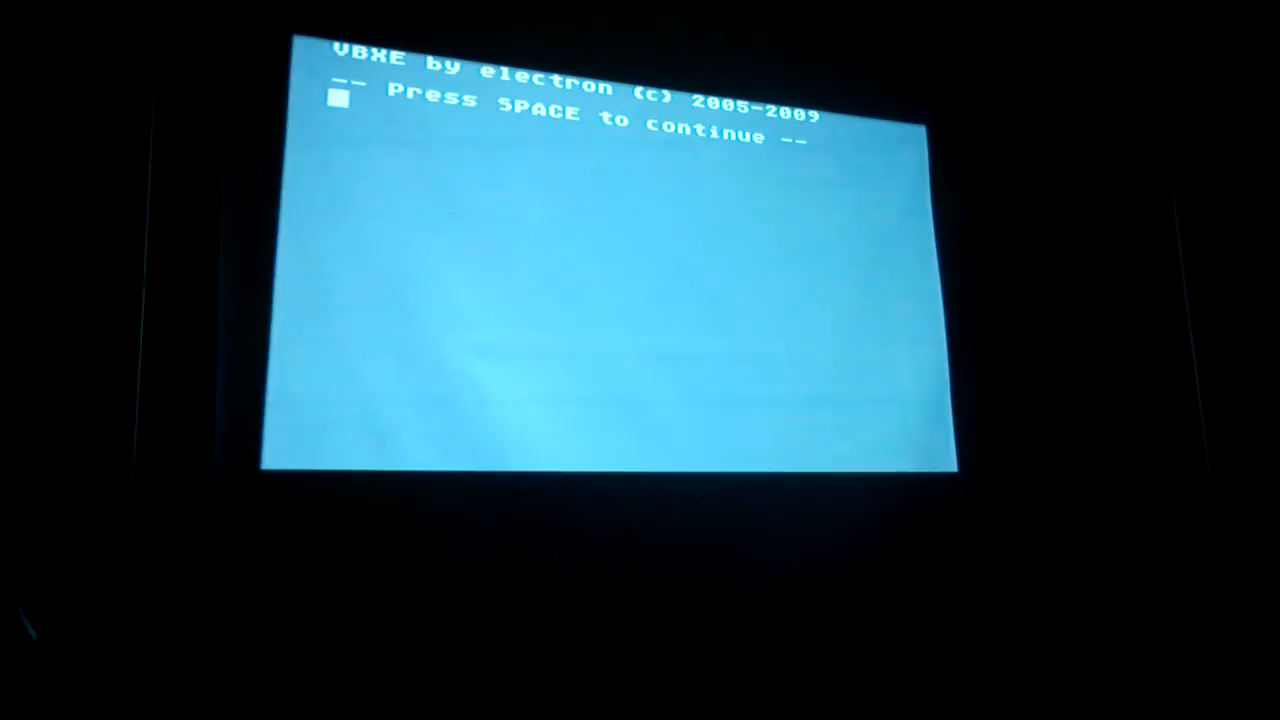 VBXE by electron (c) 2005-2009
-- Press SPACE to continue --